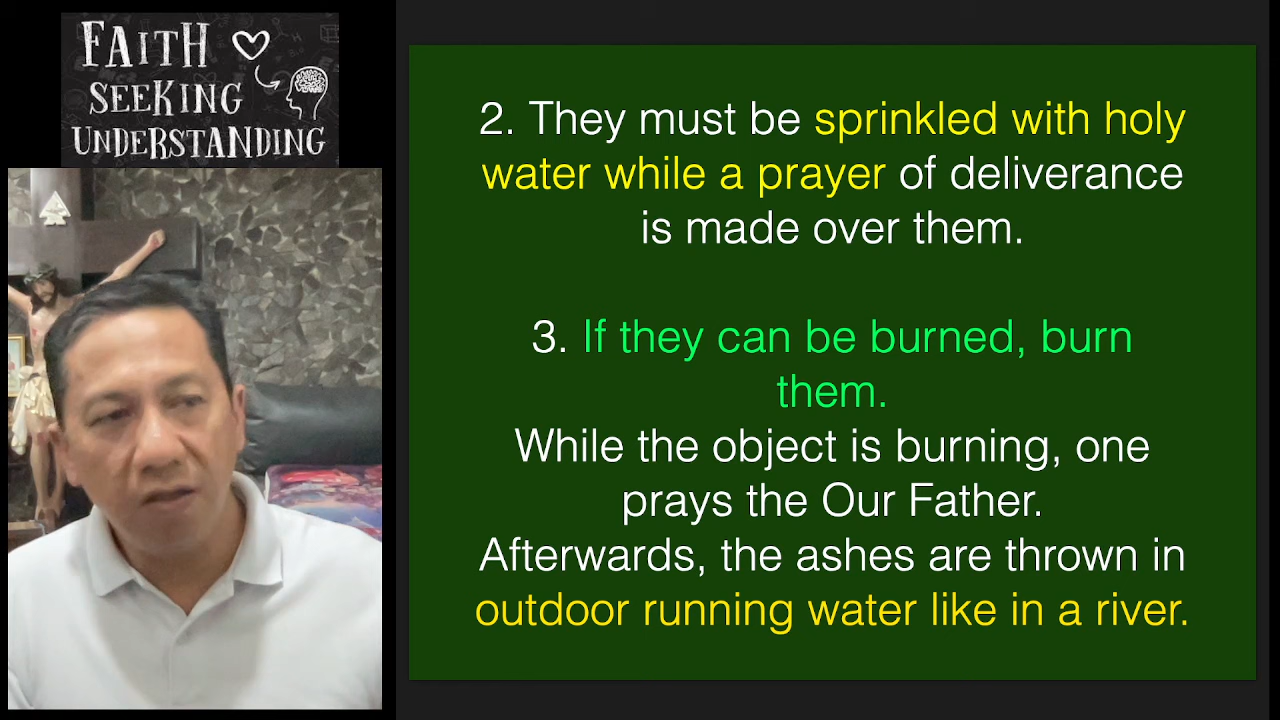 FAITH
SEEKING
UNDERSTANDING
2. They must be sprinkled with holy
water while a prayer of deliverance
is made over them.
3. If they can be burned, burn
them.
While the object is burning, one
prays the Our Father.
Afterwards, the ashes are thrown in
outdoor running water like in a river.